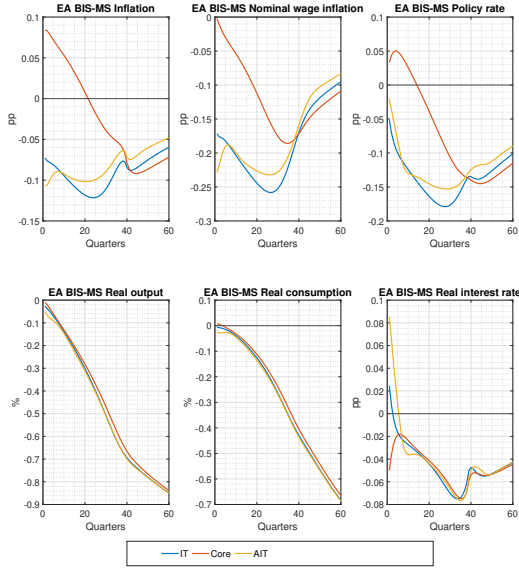 EA BIS-MS Inflation
0.1
0.05
0
-0.05
-0.1
-0.15
pp
0 20 40 60
Quarters
EA BIS-MS Nominal wage inflation
0
-0.1
-0.15
-0.2
-0.25
-0.3
pp
0 20 40 60
Quarters
EA BIS-MS Policy rate
0.1
0.05
0
-0.05
-0.1
-0.15
-0.2
pp
0 20 40 60
Quarters
EA BIS-MS Real output
0
-0.1
-0.2
-0.3
-0.4
-0.5
-0.6
-0.7
-0.8
-0.9
%
0 20 40 60
Quarters
EA BIS-MS Real consumption
0.1
0
-0.1
-0.2
-0.3
-0.4
-0.5
-0.6
-0.7
%
0 20 40 60
Quarters
EA BIS-MS Real interest rate
0.1
0.08
0.06
0.04
0.02
0
-0.02
-0.04
-0.06
-0.08
pp
0 20 40 60
Quarters
IT Core AIT